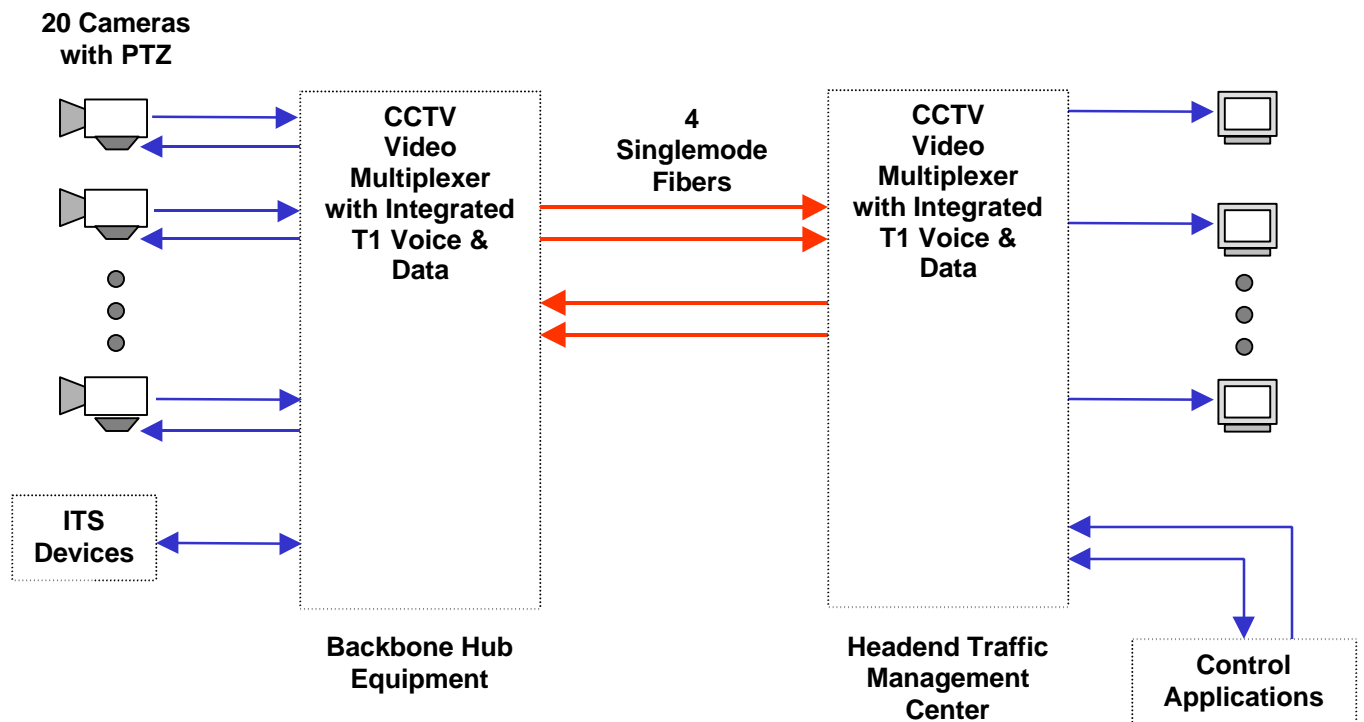 20 Cameras
with PTZ
CCTV
Video
Multiplexer
with Integrated
T1 Voice &
Data
4
Singlemode
Fibers
CCTV
Video
Multiplexer
with Integrated
T1 Voice &
Data
ITS
Devices
Backbone Hub
Equipment
Headend Traffic
Management
Center
Control
Applications